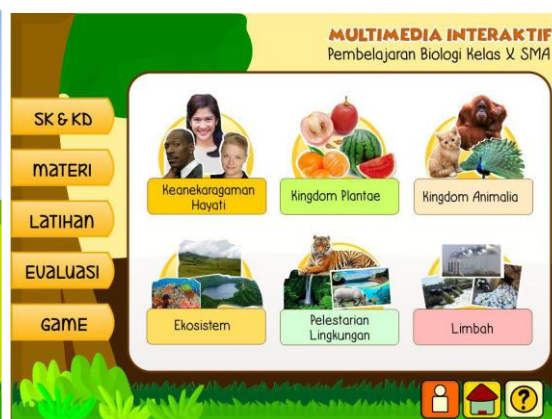 MULTIMEDIA INTERAKTIF
Pembelajaran Biologi Kelas X SMA
SK & KD
MATERI
LATIHAN
EVALUASI
GAME
Keanekaragaman
Hayati
Kingdom Plantae
Kingdom Animalia
Ekosistem
Pelestarian
Lingkungan
Limbah
?